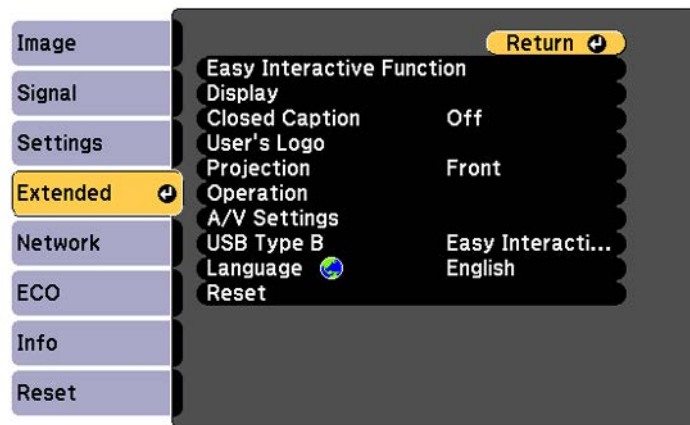 Image
Signal
Settings
Extended
Network
ECO
Info
Reset
Return
Easy Interactive Function
Display
Closed Caption Off
User's Logo
Projection Front
Operation
A/V Settings
USB Type B Easy Interacti...
Language English
Reset